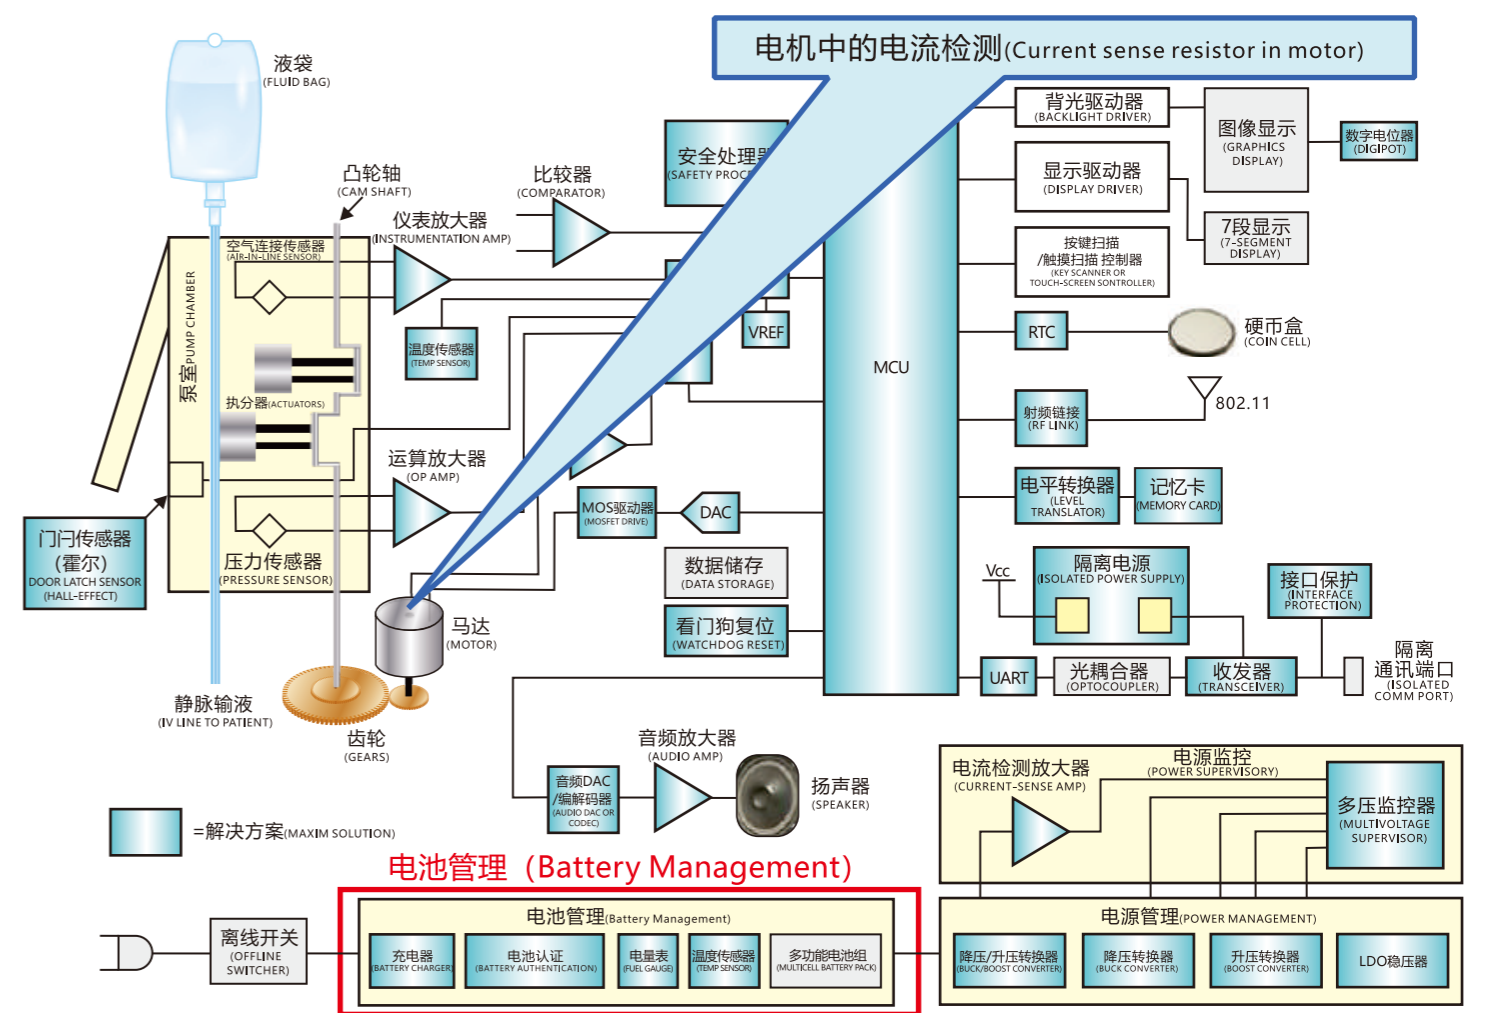 电机中的电流检测(Current sense resistor in motor)
液袋
(FLUID BAG)
凸轮轴
(CAM SHAFT)
比较器
(COMPARATOR)
仪表放大器
(INSTRUMENTATION AMP)
安全处理器
(SAFETY PROCE
背光驱动器
(BACKLIGHT DRIVER)
图像显示
(GRAPHICS
DISPLAY)
数字电位器
(DIGIPOT)
显示驱动器
(DISPLAY DRIVER)
7段显示
(7-SEGMENT
DISPLAY)
按键扫描
/触摸扫描 控制器
(KEY SCANNER OR
TOUCH-SCREEN SONTROLLER)
空气连接传感器
(AIR-IN-LINE SENSOR)
泵室PUMP CHAMBER
温度传感器
(TEMP SENSOR)
VREF
MCU
RTC
硬币盒
(COIN CELL)
执分器(ACTUATORS)
射频链接
(RF LINK)
802.11
运算放大器
(OP AMP)
MOS驱动器
(MOSFET DRIVE)
DAC
电平转换器
(LEVEL
TRANSLATOR)
记忆卡
(MEMORY CARD)
门闩传感器
(霍尔)
DOOR LATCH SENSOR
(HALL-EFFECT)
压力传感器
(PRESSURE SENSOR)
数据储存
(DATA STORAGE)
Vcc
隔离电源
(ISOLATED POWER SUPPLY)
接口保护
(INTERFACE
PROTECTION)
马达
(MOTOR)
看门狗复位
(WATCHDOG RESET)
UART
光耦合器
(OPTOCOUPLER)
收发器
(TRANSCEIVER)
隔离
通讯端口
(ISOLATED
COMM PORT)
静脉输液
(IV LINE TO PATIENT)
齿轮
(GEARS)
音频放大器
(AUDIO AMP)
音频DAC
/编解码器
(AUDIO DAC OR
CODEC)
扬声器
(SPEAKER)
电源监控
(POWER SUPERVISORY)
电流检测放大器
(CURRENT-SENSE AMP)
多压监控器
(MULTIVOLTAGE
SUPERVISOR)
=解决方案(MAXIM SOLUTION)
电池管理（Battery Management）
电池管理(Battery Management)
电源管理(POWER MANAGEMENT)
离线开关
(OFFLINE
SWITCHER)
充电器
(BATTERY CHARGER)
电池认证
(BATTERY AUTHENTICATION)
电量表
(FUEL GAUGE)
温度传感器
(TEMP SENSOR)
多功能电池组
(MULTICELL BATTERY PACK)
降压/升压转换器
(BUCK/BOOST CONVERTER)
降压转换器
(BUCK CONVERTER)
升压转换器
(BOOST CONVERTER)
LDO稳压器